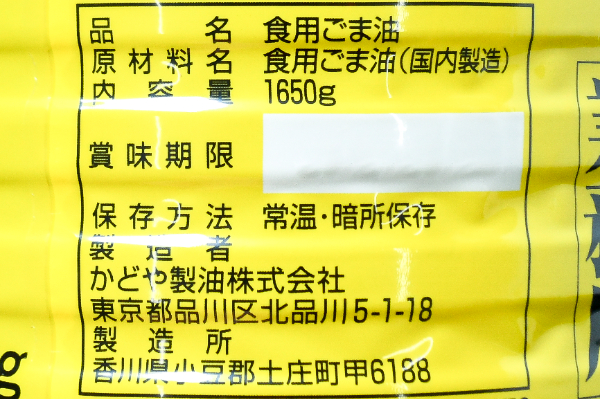 品名 食用ごま油
原材料名 食用ごま油(国内製造)
内容量 1650g
賞味期限
保存方法 常温・暗所保存
製造者
かどや製油株式会社
東京都品川区北品川5-1-18
製造所
香川県小豆郡土庄町甲6188